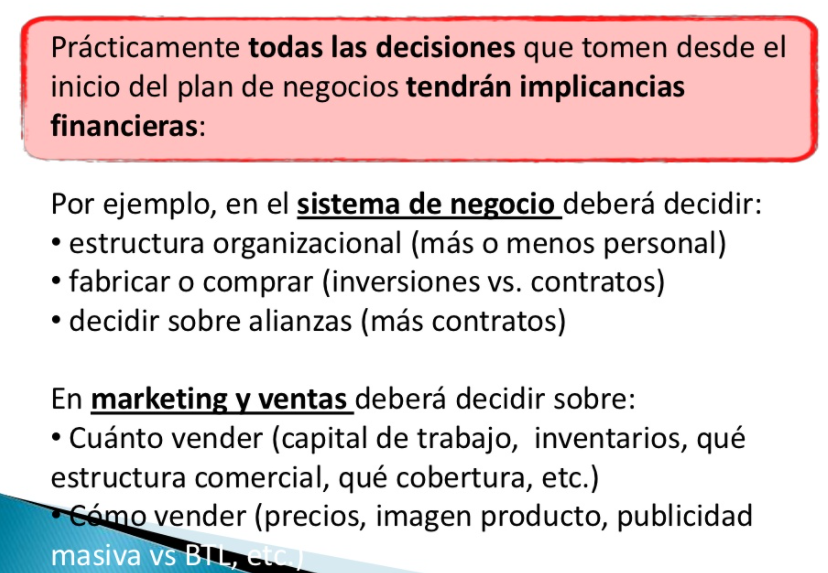 Prácticamente todas las decisiones que tomen desde el
inicio del plan de negocios tendrán implicancias
financieras:
Por ejemplo, en el sistema de negocio deberá decidir:
• estructura organizacional (más o menos personal)
• fabricar o comprar (inversiones vs. contratos)
• decidir sobre alianzas (más contratos)
En marketing y ventas deberá decidir sobre:
• Cuánto vender (capital de trabajo,  inventarios, qué
estructura comercial, qué cobertura, etc.)
• Cómo vender (precios, imagen producto, publicidad
masiva vs BTL, etc.)